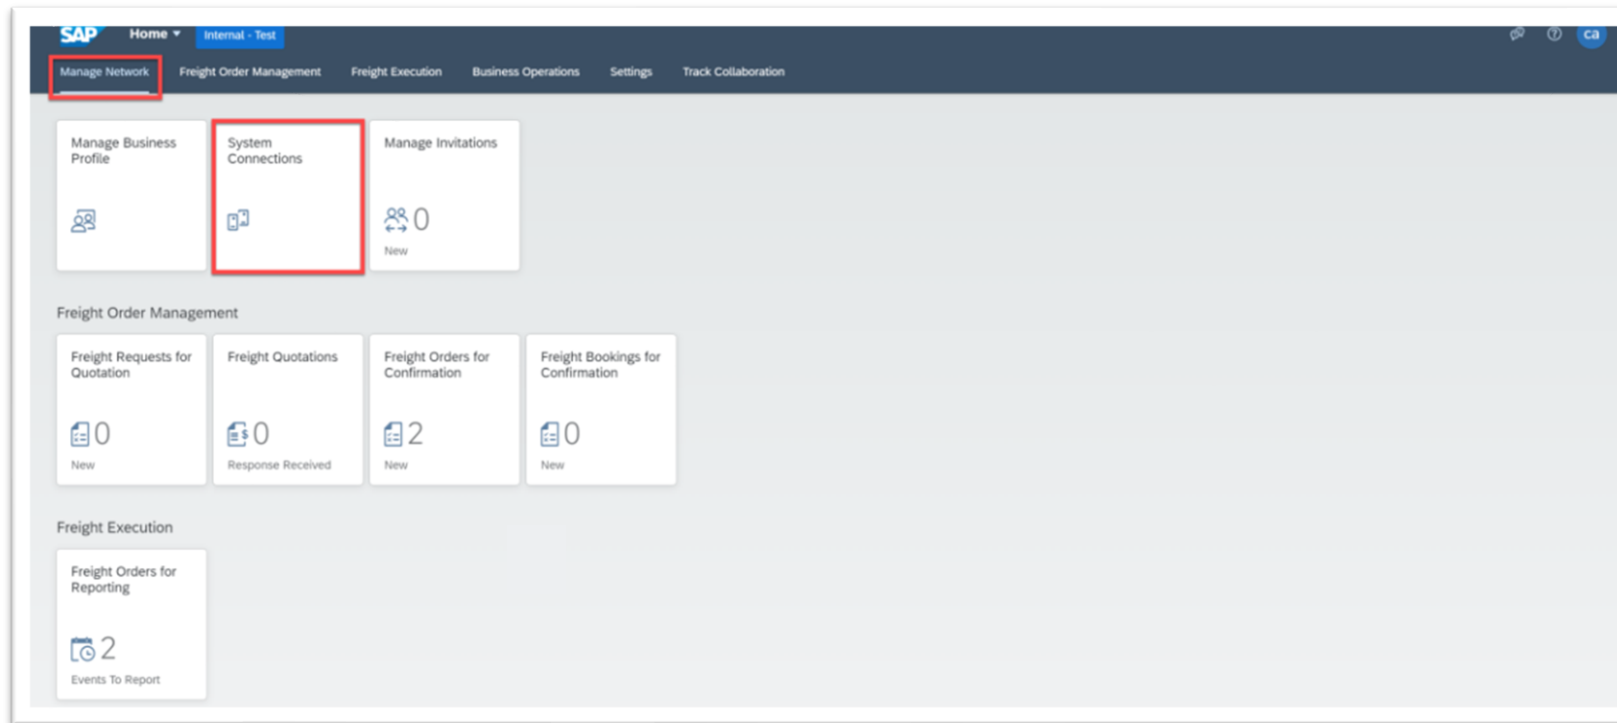 SAP Home Internal - Test ca
Manage Network Freight Order Management Freight Execution Business Operations Settings Track Collaboration
Manage Business
Profile
System
Connections
Manage Invitations
0
New
Freight Order Management
Freight Requests for
Quotation
0
New
Freight Quotations
$ 0
Response Received
Freight Orders for
Confirmation
2
New
Freight Bookings for
Confirmation
0
New
Freight Execution
Freight Orders for
Reporting
2
Events To Report